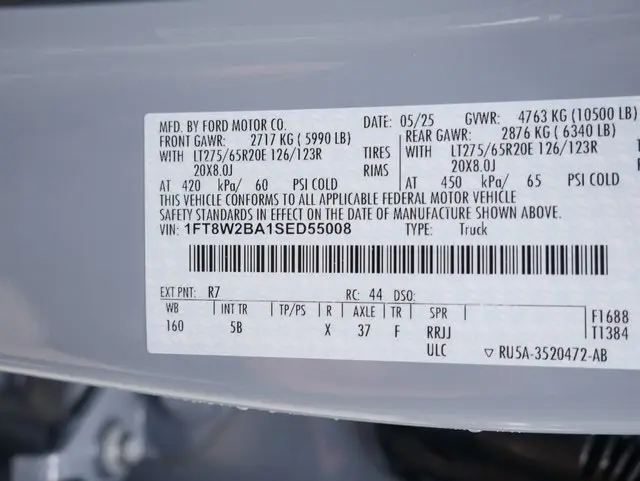 MFD. BY FORD MOTOR CO. DATE: 05/25 GVWR: 4763 KG (10500 LB)
FRONT GAWR: 2717 KG ( 5990 LB) REAR GAWR: 2876 KG ( 6340 LB)
WITH LT275/65R20E 126/123R TIRES WITH LT275/65R20E 126/123R
20X8.0J RIMS 20X8.0J
AT 420 kPa/ 60 PSI COLD AT 450 kPa/ 65 PSI COLD
THIS VEHICLE CONFORMS TO ALL APPLICABLE FEDERAL MOTOR VEHICLE
SAFETY STANDARDS IN EFFECT ON THE DATE OF MANUFACTURE SHOWN ABOVE.
VIN: 1FT8W2BA1SED55008 TYPE: Truck
EXT PNT: R7 RC: 44 DSO:
WB INT TR TP/PS R AXLE TR SPR F1688
160 5B X 37 F RRJJ T1384
ULC ▽ RU5A-3520472-AB